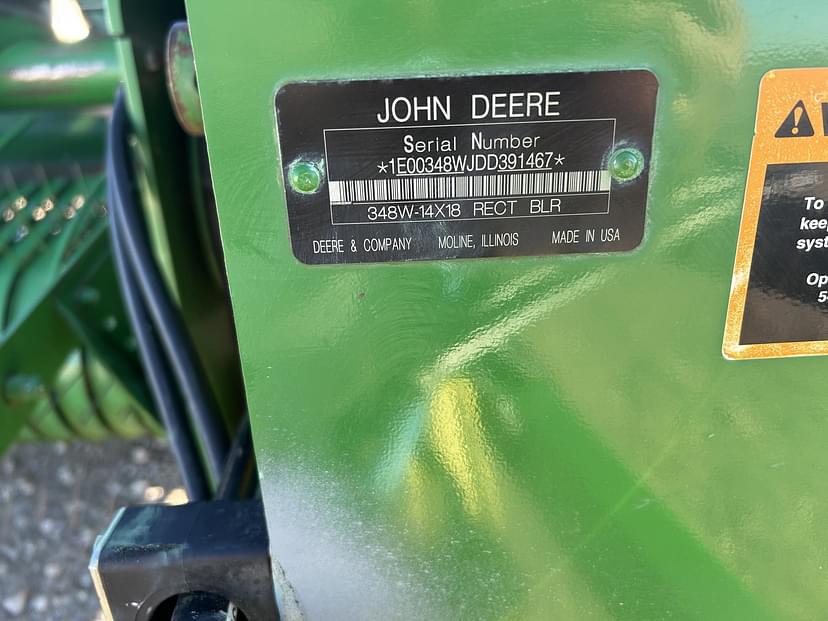 JOHN DEERE
Serial Number
*1E00348WJDD391467*
348W-14X18 RECT BLR
DEERE & COMPANY MOLINE, ILLINOIS MADE IN USA
To
keep
syst
Op